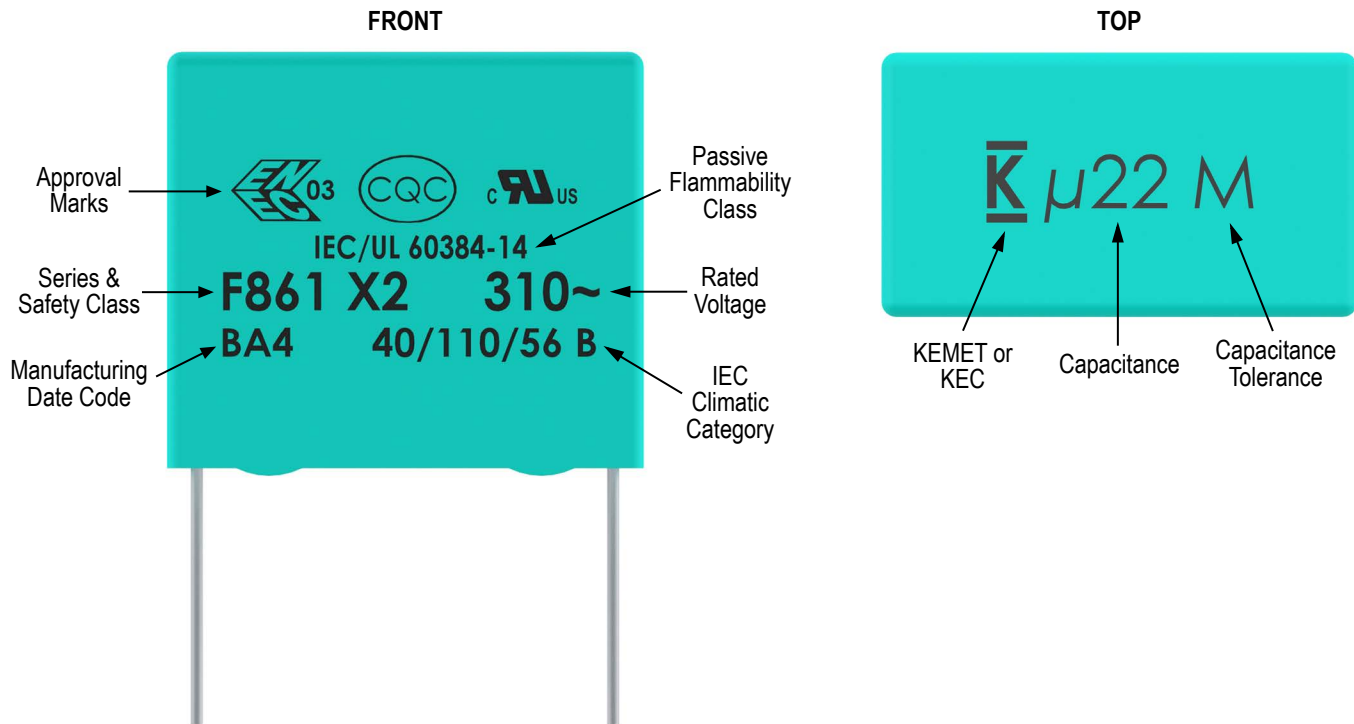 FRONT
Approval
Marks
ENEC 03
CQC
C RU US
Passive
Flammability
Class
IEC/UL 60384-14
Series &
Safety Class
F861 X2 310~
Rated
Voltage
Manufacturing
Date Code
BA4 40/110/56 B
IEC
Climatic
Category
TOP
K µ22 M
KEMET or
KEC
Capacitance
Capacitance
Tolerance